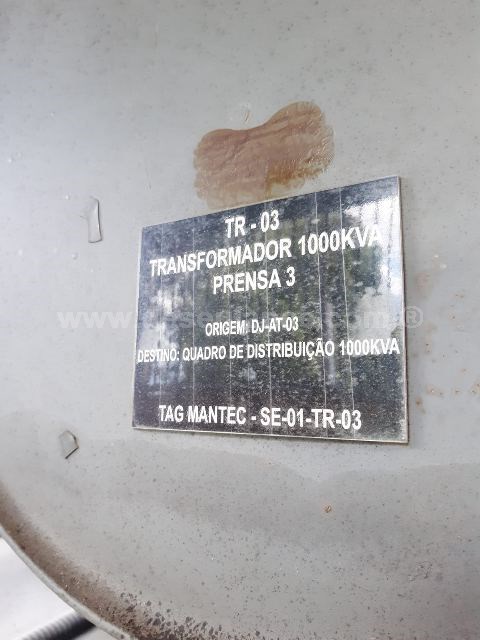 TR - 03
TRANSFORMADOR 1000KVA
PRENSA 3
ORIGEM: DJ-AT-03
DESTINO: QUADRO DE DISTRIBUIÇÃO 1000KVA
TAG MANTEC - SE-01-TR-03